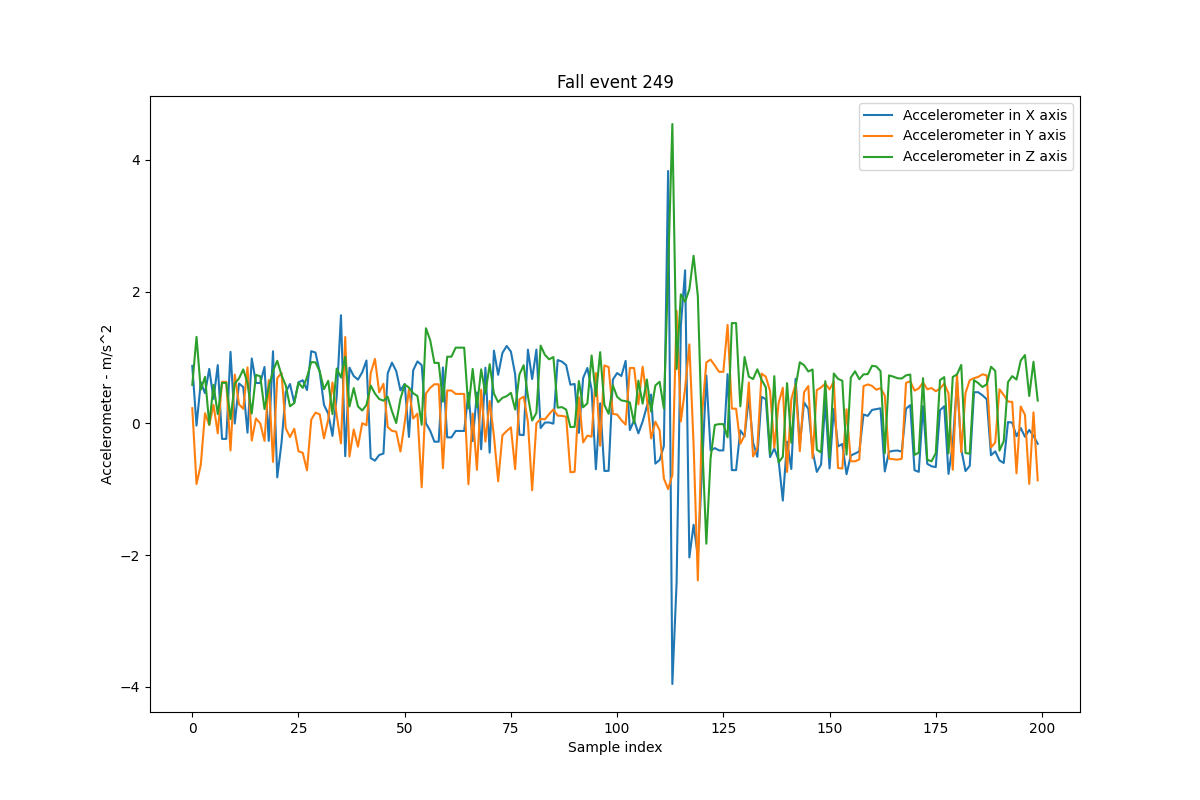 Fall event 249
Accelerometer in X axis
Accelerometer in Y axis
Accelerometer in Z axis
Accelerometer - m/s^2
4
2
0
−2
−4
0 25 50 75 100 125 150 175 200
Sample index